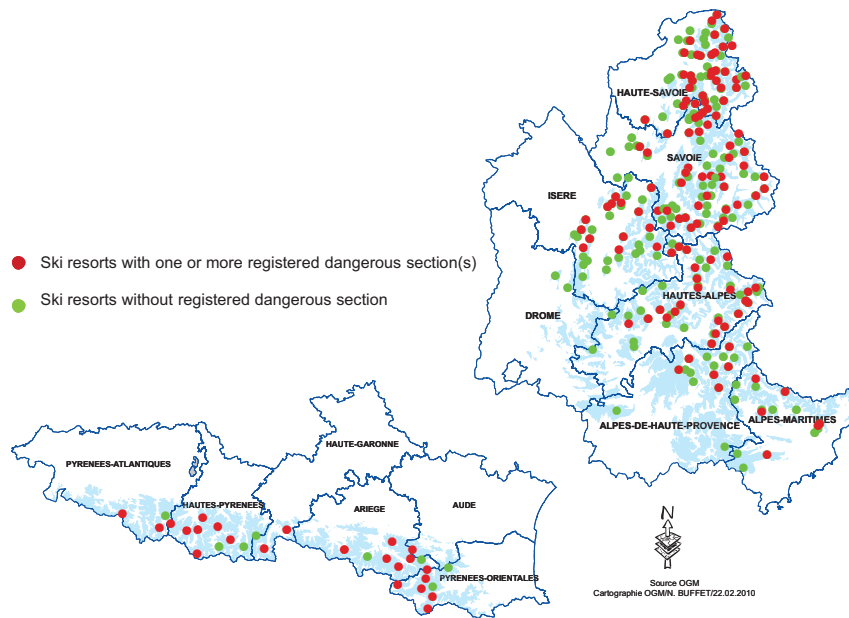 HAUTE-SAVOIE
SAVOIE
ISERE
Ski resorts with one or more registered dangerous section(s)
Ski resorts without registered dangerous section
HAUTES-ALPES
DROME
ALPES-DE-HAUTE-PROVENCE
ALPES-MARITIMES
HAUTE-GARONNE
PYRENEES-ATLANTIQUES
HAUTES-PYRENEES
ARIEGE
AUDE
PYRENEES-ORIENTALES
N
Source OGM
Cartographie OGM/N. BUFFET/22.02.2010